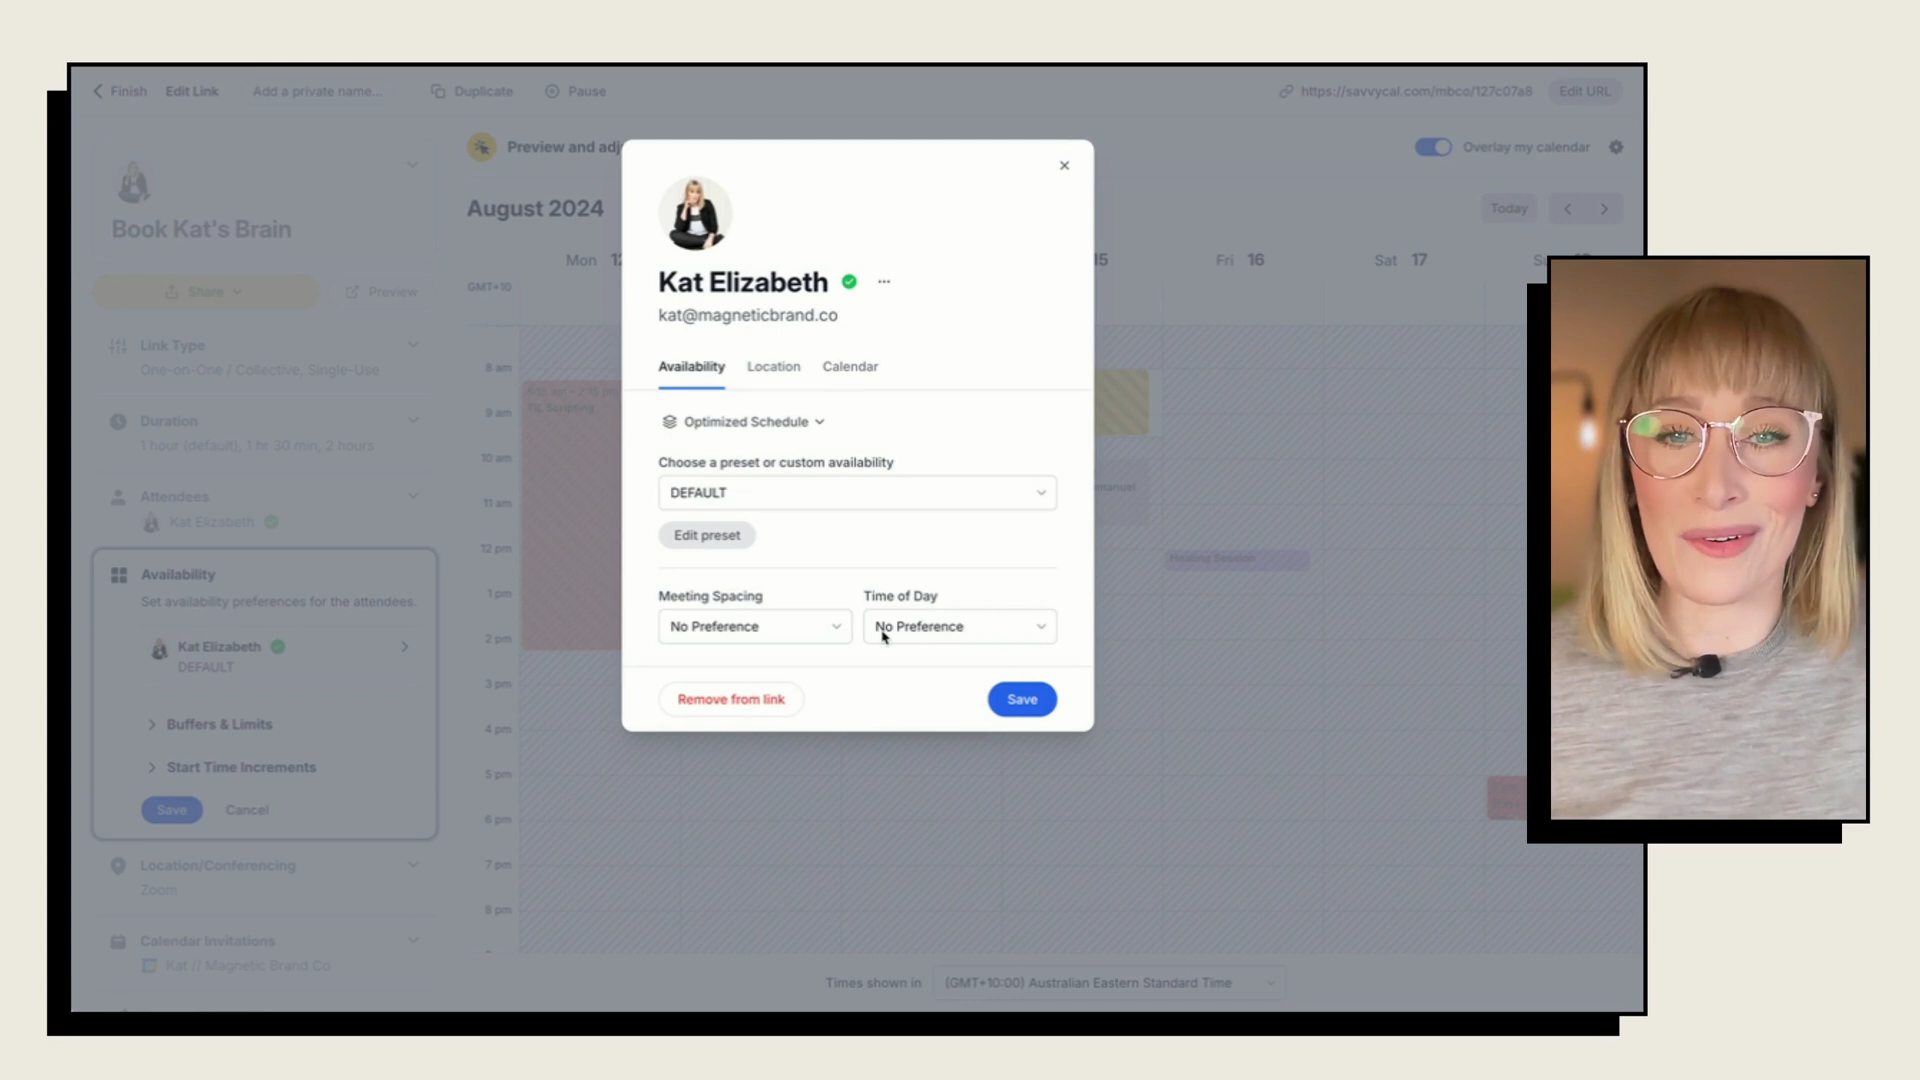 Finish Edit Link Add a private name... Duplicate Pause https://savvycal.com/mbco/127c07a8 Edit URL
Book Kat's Brain
Share Preview
Link Type
One-on-One / Collective, Single-Use
Duration
1 hour (default), 1 hr 30 min, 2 hours
Attendees
Kat Elizabeth
Availability
Set availability preferences for the attendees.
Kat Elizabeth
DEFAULT
Buffers & Limits
Start Time Increments
Save Cancel
Location/Conferencing
Zoom
Calendar Invitations
Kat // Magnetic Brand Co
Preview and adj
Overlay my calendar
August 2024
Today
Mon 12 15 Fri 16 Sat 17
GMT+10
8 am
9 am
10 am
11 am
12 pm
1 pm
2 pm
3 pm
4 pm
5 pm
6 pm
7 pm
8 pm
manuel
Times shown in (GMT+10:00) Australian Eastern Standard Time
Kat Elizabeth
kat@magneticbrand.co
Availability Location Calendar
Optimized Schedule
Choose a preset or custom availability
DEFAULT
Edit preset
Meeting Spacing Time of Day
No Preference No Preference
Remove from link Save